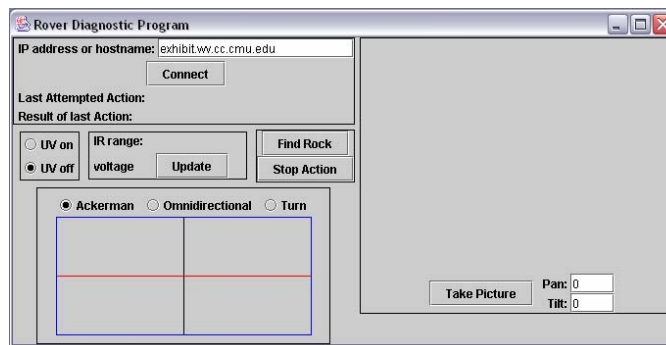 Rover Diagnostic Program
IP address or hostname: exhibit.wv.cc.cmu.edu
Connect
Last Attempted Action:
Result of last Action:
UV on
UV off
IR range:
voltage Update
Find Rock
Stop Action
Ackerman Omnidirectional Turn
Take Picture
Pan: 0
Tilt: 0